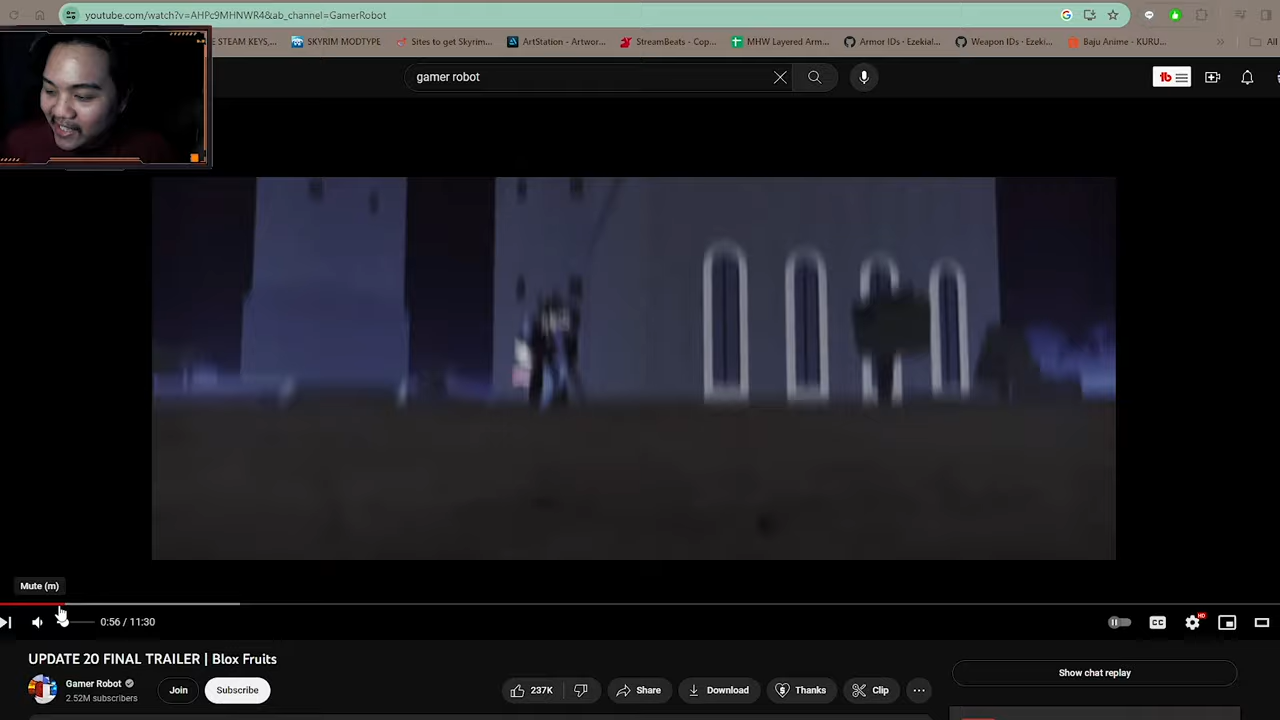 youtube.com/watch?v=AHPc9MHNWR4&ab_channel=GamerRobot
E STEAM KEYS,... SKYRIM MODTYPE Sites to get Skyrim... ArtStation - Artwor... StreamBeats - Cop... MHW Layered Arm... Armor IDs · Ezekial... Weapon IDs · Ezeki... Baju Anime - KURU... » All
gamer robot
Mute (m)
0:56 / 11:30
CC HD
UPDATE 20 FINAL TRAILER | Blox Fruits
Show chat replay
Gamer Robot
2.52M subscribers
Join Subscribe 237K Share Download Thanks Clip ...